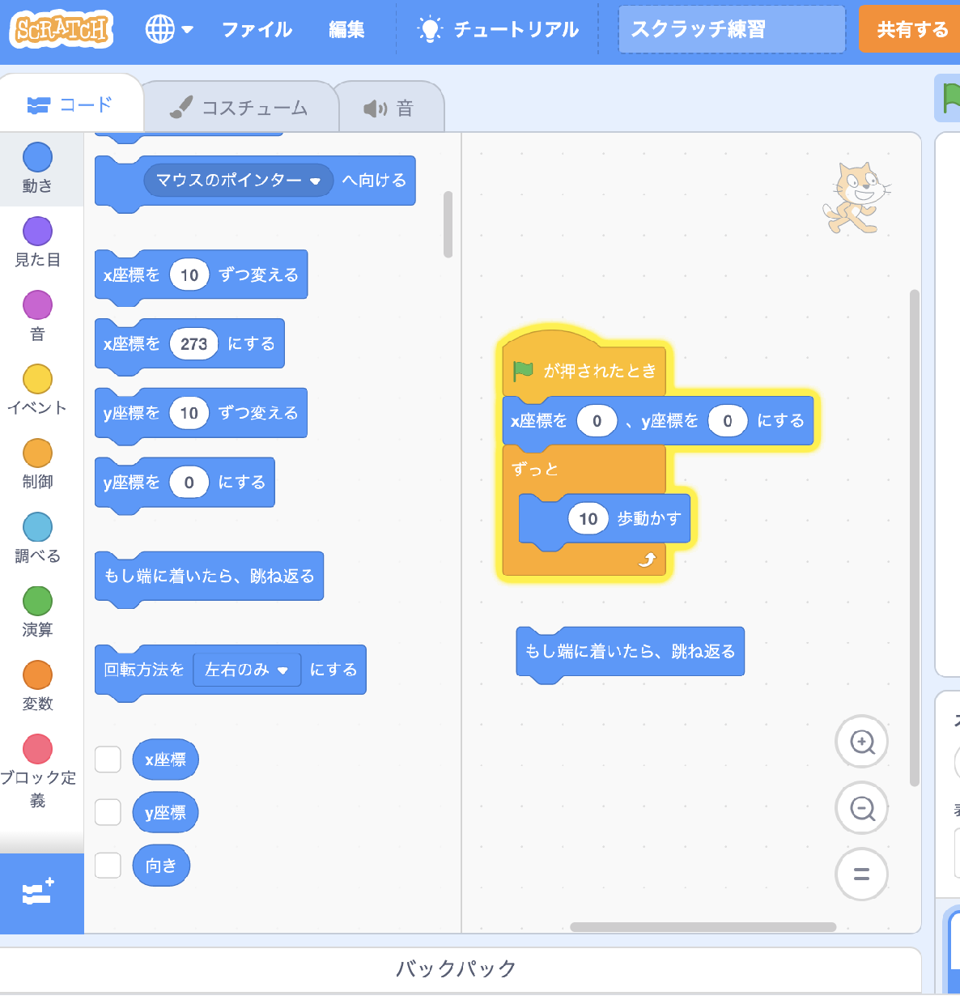 SCRATCH
ファイル
編集
チュートリアル
スクラッチ練習
共有する
コード
コスチューム
音
動き
見た目
音
イベント
制御
調べる
演算
変数
ブロック定
義
マウスのポインター へ向ける
x座標を 10 ずつ変える
x座標を 273 にする
y座標を 10 ずつ変える
y座標を 0 にする
もし端に着いたら、跳ね返る
回転方法を 左右のみ にする
x座標
y座標
向き
が押されたとき
x座標を 0 、y座標を 0 にする
ずっと
10 歩動かす
もし端に着いたら、跳ね返る
バックパック